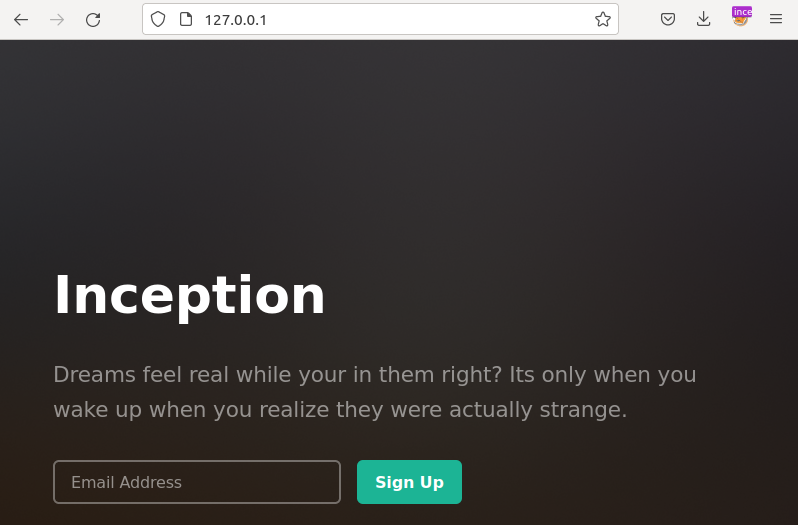 127.0.0.1
ince
Inception
Dreams feel real while your in them right? Its only when you
wake up when you realize they were actually strange.
Email Address
Sign Up